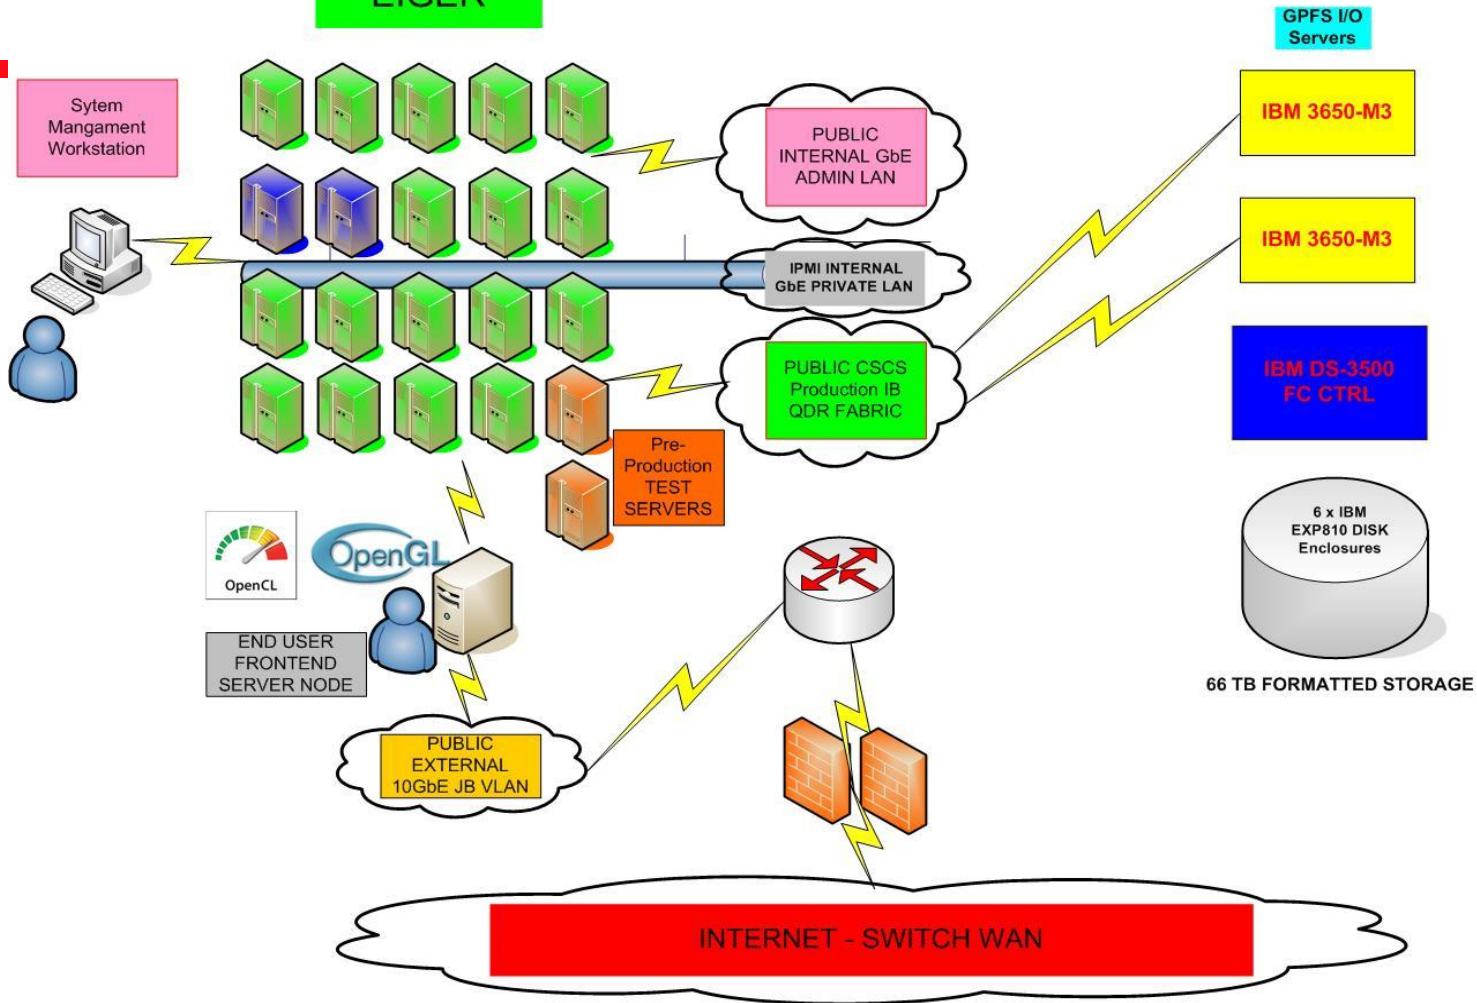 EIGER
GPFS I/O
Servers
Sytem
Mangament
Workstation
PUBLIC
INTERNAL GbE
ADMIN LAN
IBM 3650-M3
IBM 3650-M3
IPMI INTERNAL
GbE PRIVATE LAN
PUBLIC CSCS
Production IB
QDR FABRIC
IBM DS-3500
FC CTRL
Pre-
Production
TEST
SERVERS
6 x IBM
EXP810 DISK
Enclosures
66 TB FORMATTED STORAGE
OpenCL
OpenGL
END USER
FRONTEND
SERVER NODE
PUBLIC
EXTERNAL
10GbE JB VLAN
INTERNET - SWITCH WAN